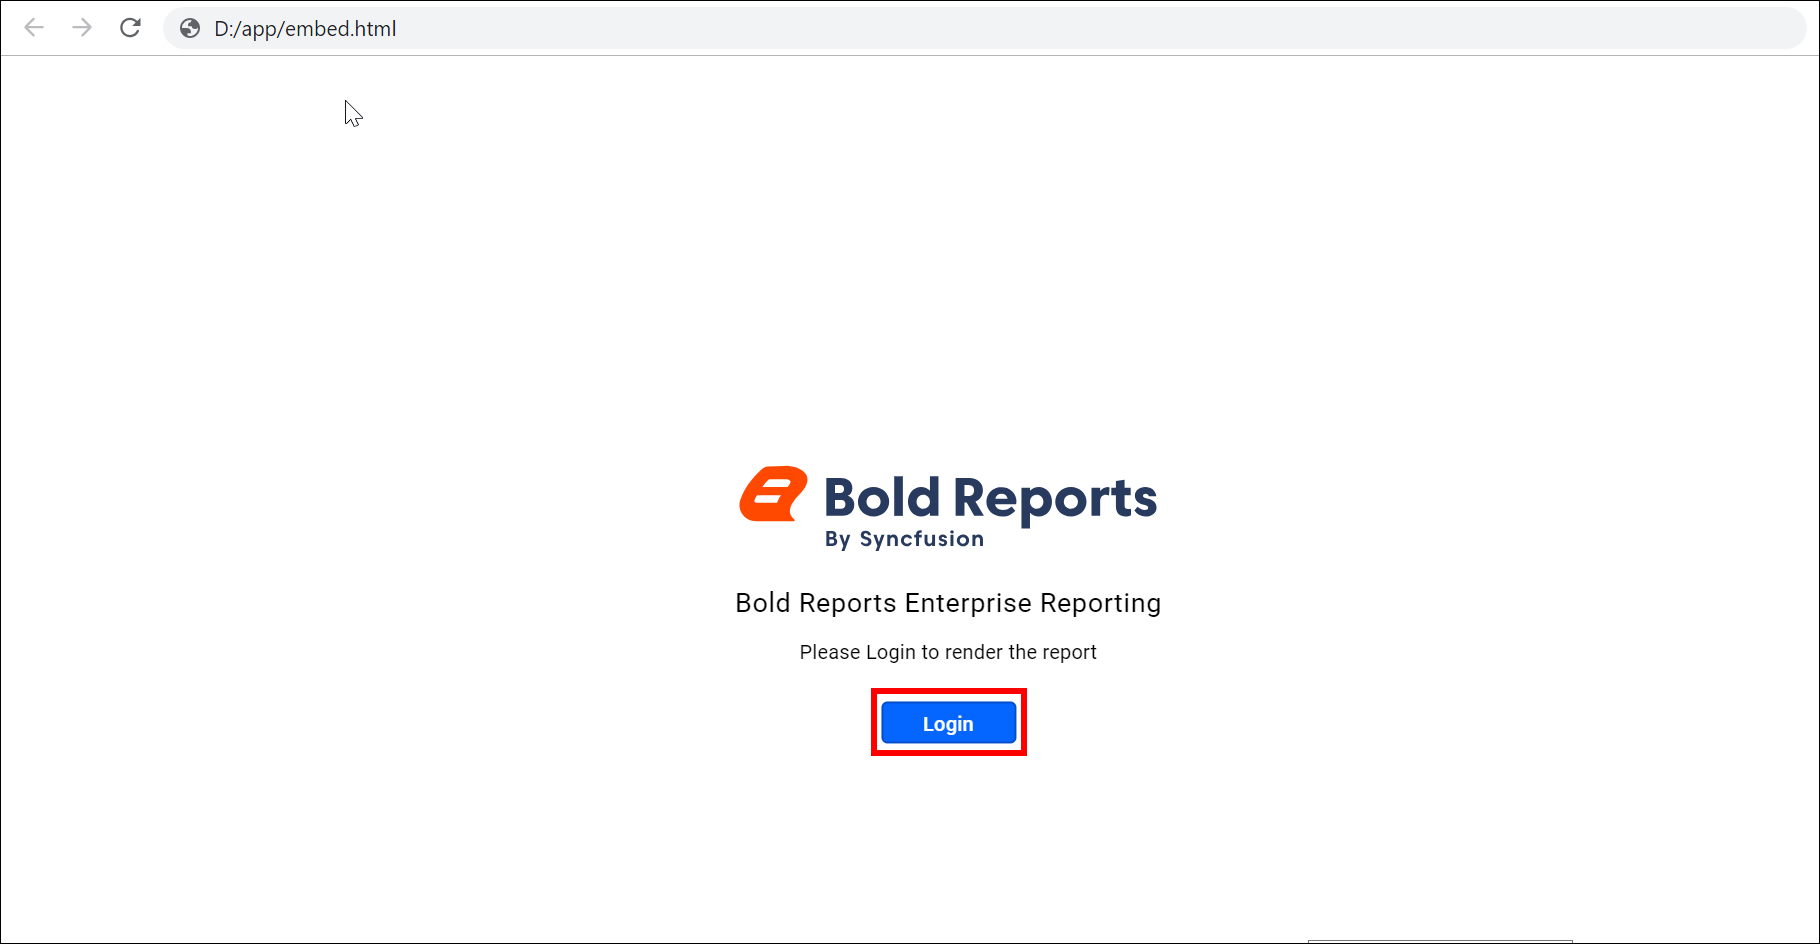 D:/app/embed.html
Bold Reports
By Syncfusion
Bold Reports Enterprise Reporting
Please Login to render the report
Login